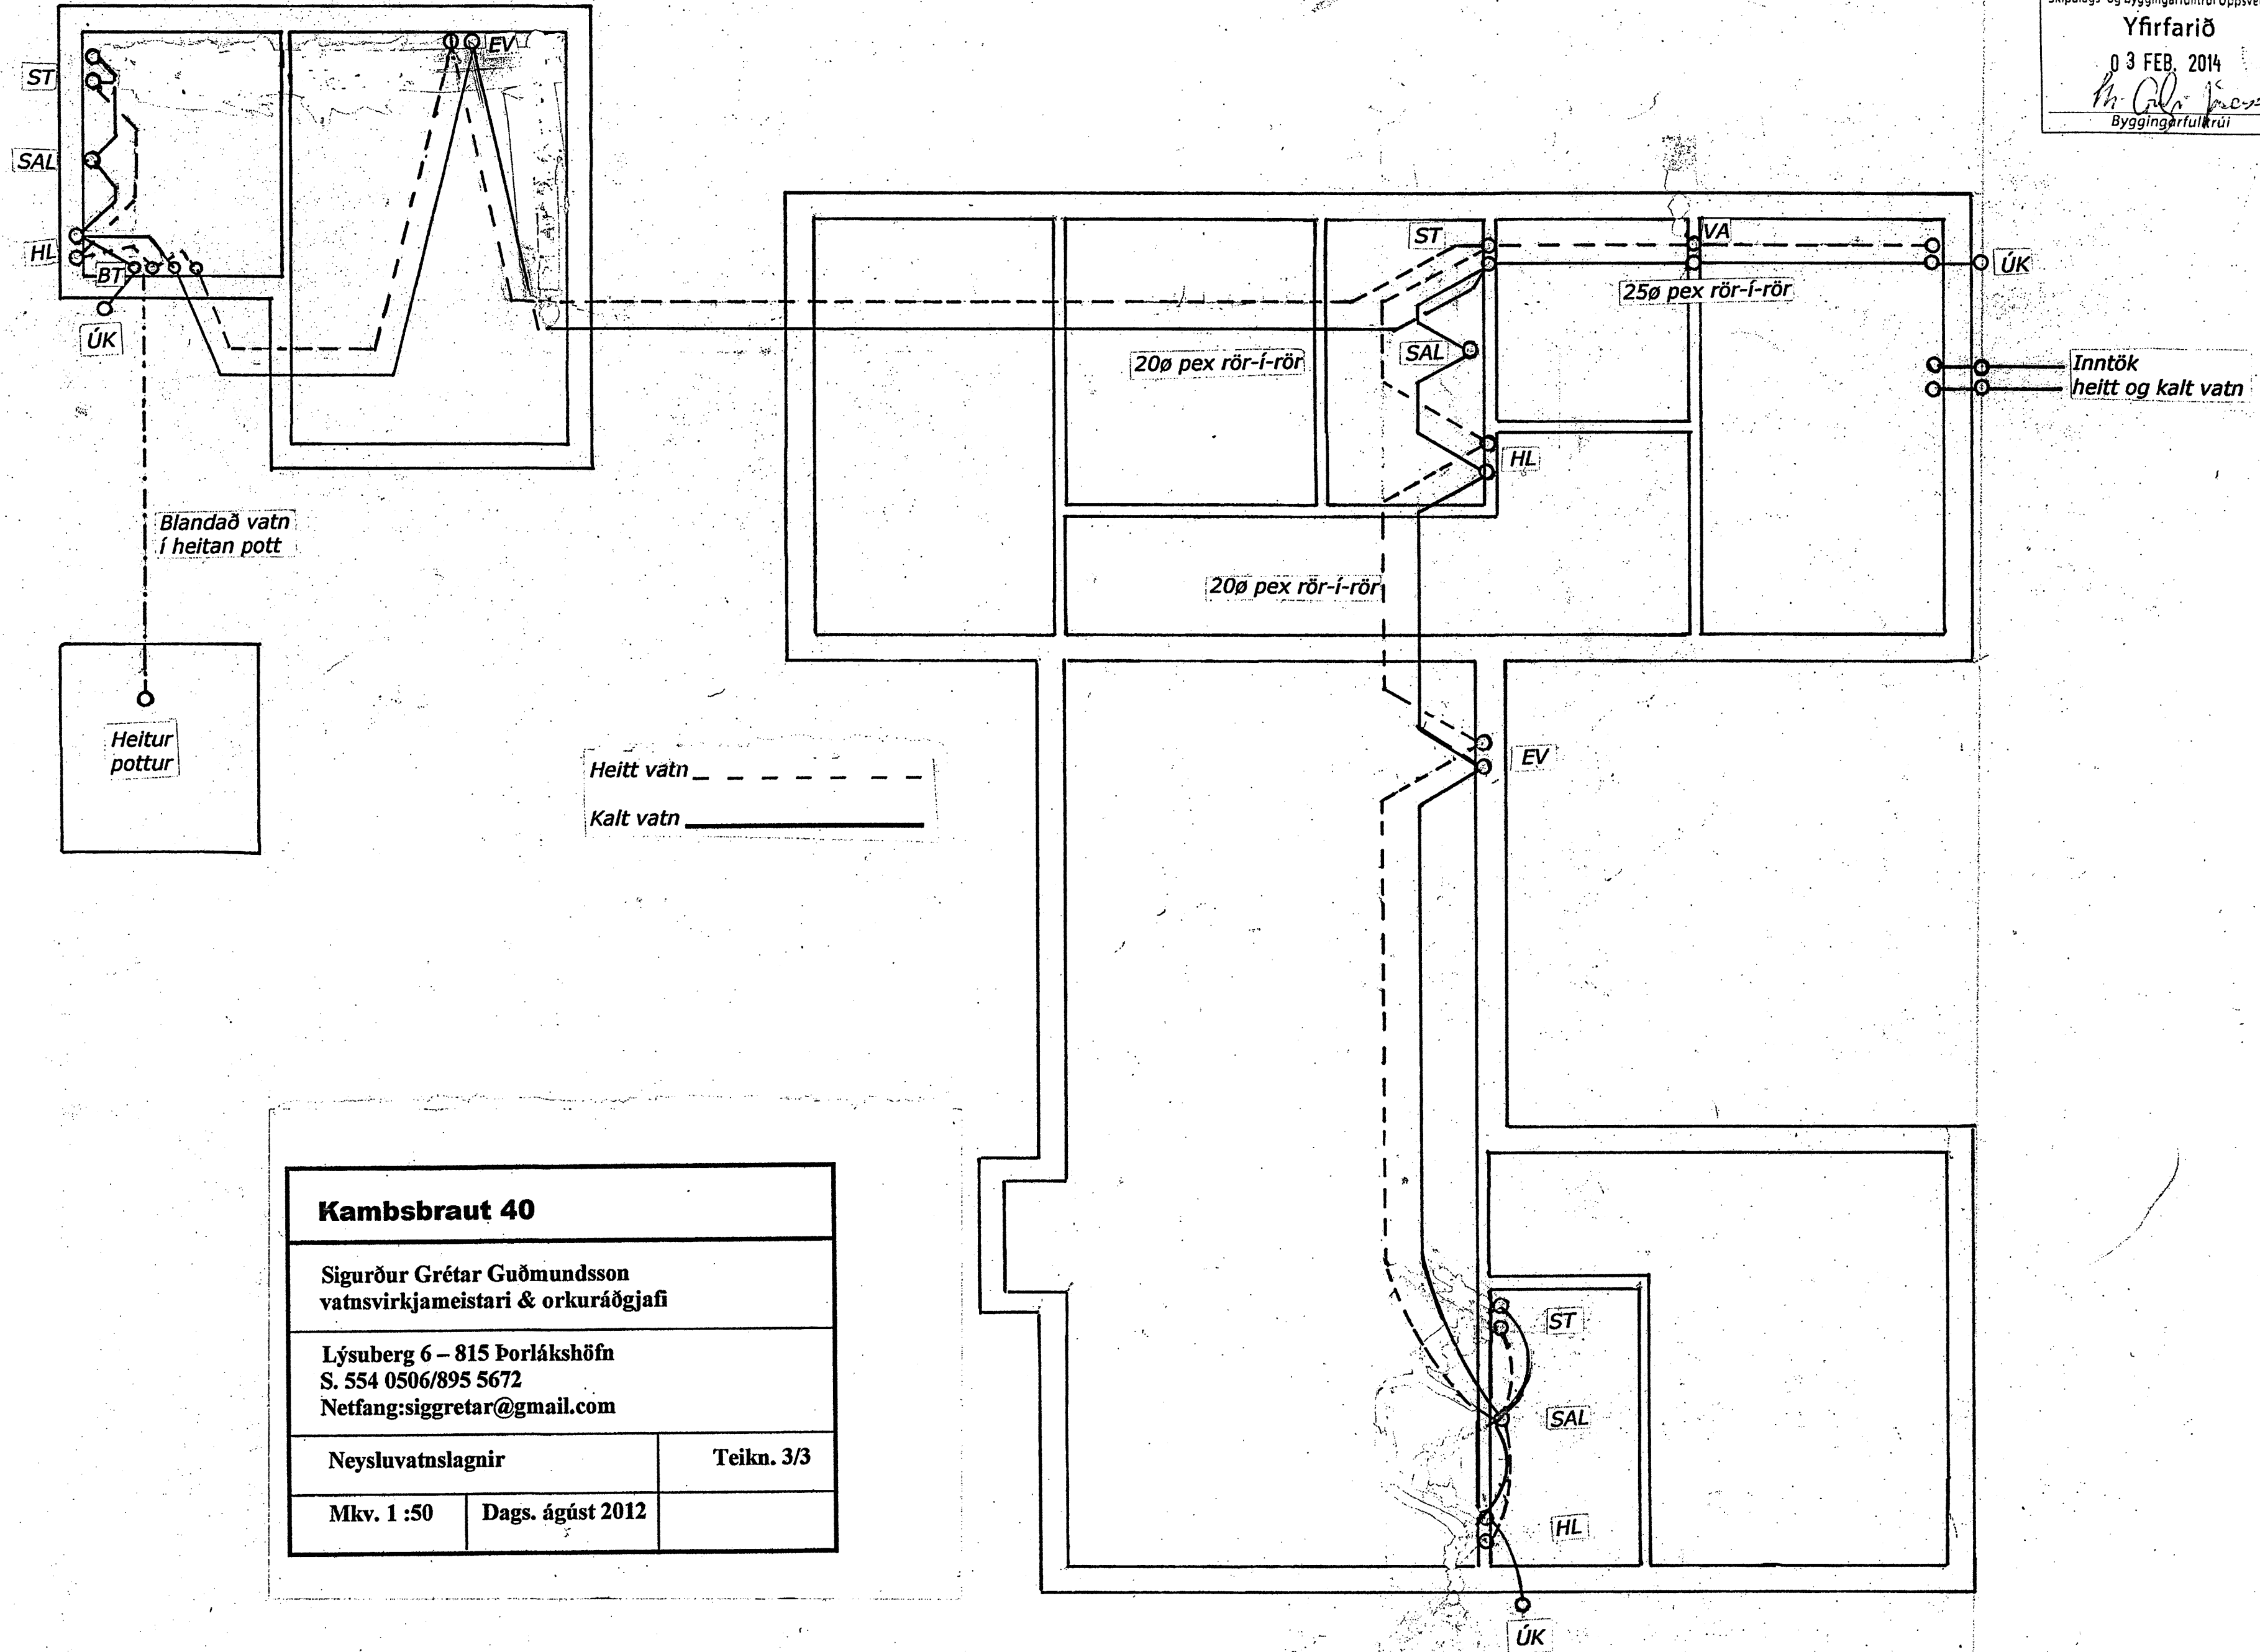 Yfirfarið
0 3 FEB. 2014
Byggingarfulltrúi
ST
EV
SAL
HL
BT
ÚK
Blandað vatn
í heitan pott
Heitur
pottur
ST
VA
ÚK
25ø pex rör-í-rör
20ø pex rör-í-rör
SAL
Inntök
heitt og kalt vatn
HL
20ø pex rör-í-rör
EV
Heitt vatn
Kalt vatn
ST
SAL
HL
ÚK
Kambsbraut 40
Sigurður Grétar Guðmundsson
vatnsvirkjameistari & orkuráðgjafi
Lýsuberg 6 – 815 Þorlákshöfn
S. 554 0506/895 5672
Netfang:siggretar@gmail.com
Neysluvatnslagnir
Teikn. 3/3
Mkv. 1 :50
Dags. ágúst 2012